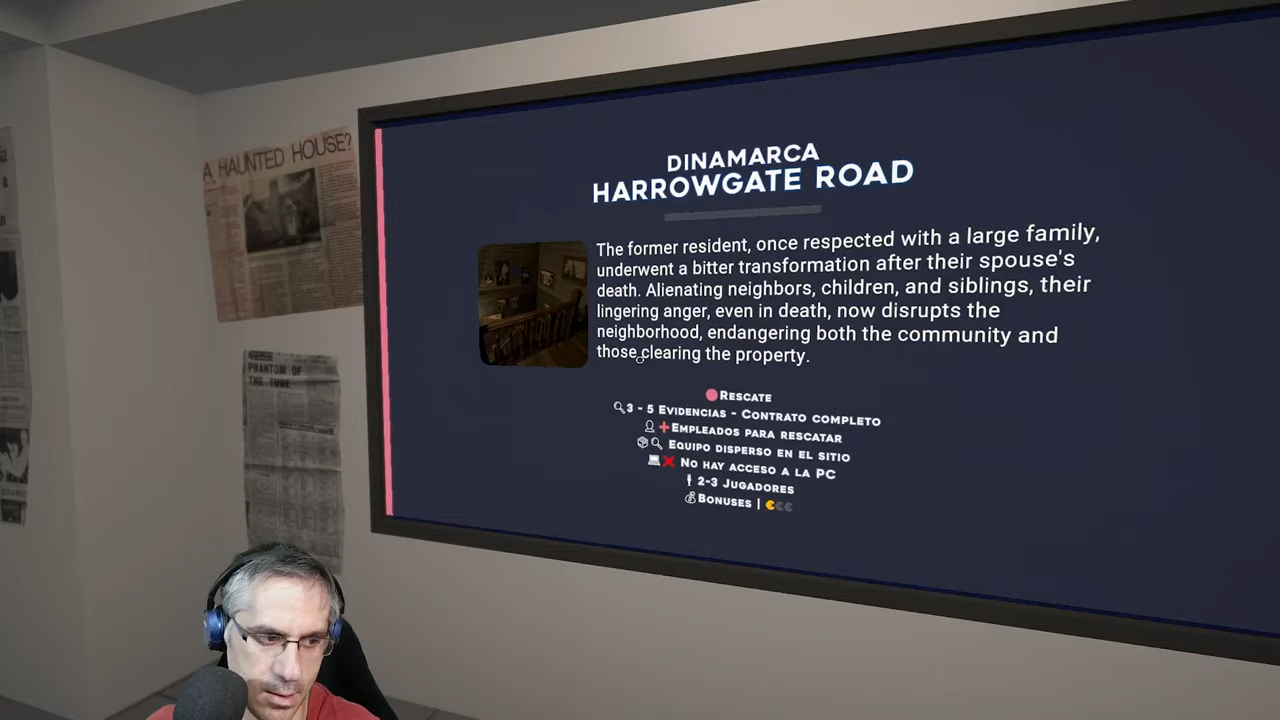 A HAUNTED HOUSE?
PHANTOM OF
THE TUBE
DINAMARCA
HARROWGATE ROAD
The former resident, once respected with a large family,
underwent a bitter transformation after their spouse's
death. Alienating neighbors, children, and siblings, their
lingering anger, even in death, now disrupts the
neighborhood, endangering both the community and
those clearing the property.
RESCATE
3 - 5 EVIDENCIAS - CONTRATO COMPLETO
EMPLEADOS PARA RESCATAR
EQUIPO DISPERSO EN EL SITIO
NO HAY ACCESO A LA PC
2-3 JUGADORES
BONUSES | €€€